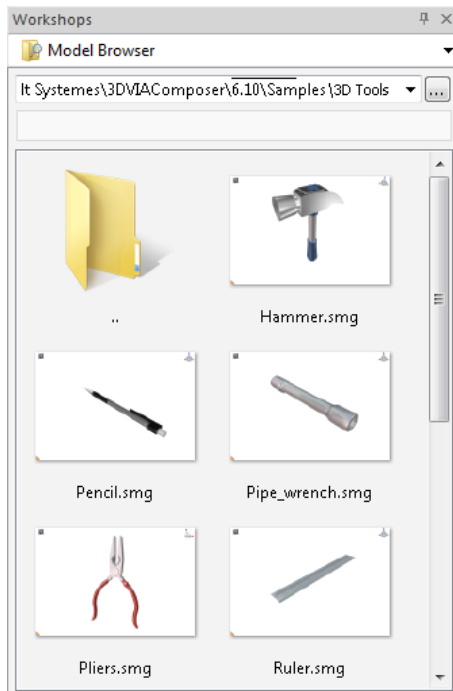 Workshops
Model Browser
lt Systemes\3DVIAComposer\6.10\Samples\3D Tools
...
..
Hammer.smg
Pencil.smg
Pipe_wrench.smg
Pliers.smg
Ruler.smg